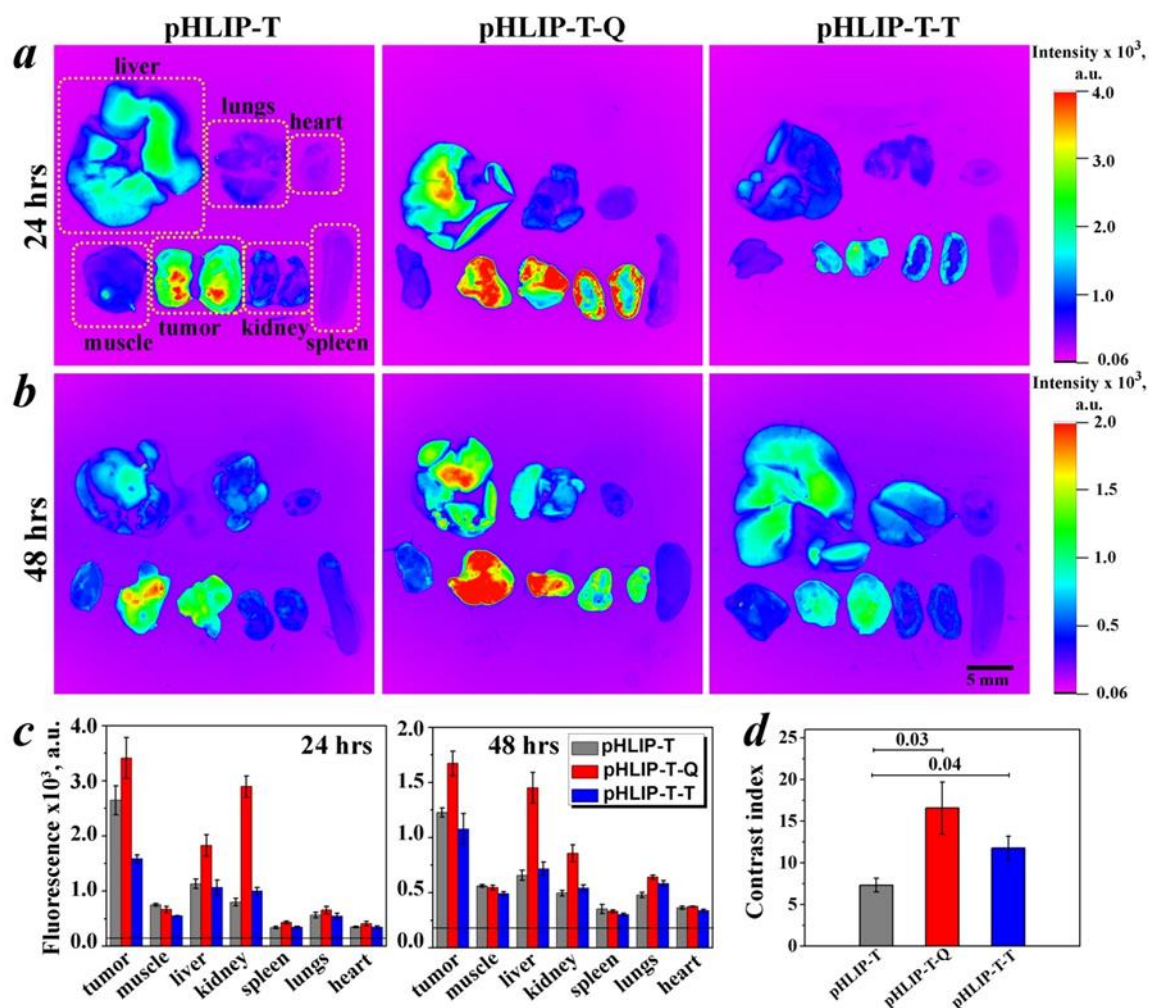 pHLIP-T pHLIP-T-Q pHLIP-T-T
a
24 hrs
liver
lungs
heart
muscle
tumor
kidney
spleen
Intensity x 10³,
a.u.
4.0
3.0
2.0
1.0
0.06
b
48 hrs
5 mm
Intensity x 10³,
a.u.
2.0
1.5
1.0
0.5
0.06
c
Fluorescence x10³, a.u.
4.0
3.0
2.0
1.0
0.0
24 hrs
tumor
muscle
liver
kidney
spleen
lungs
heart
2.0
1.5
1.0
0.5
0.0
48 hrs
pHLIP-T
pHLIP-T-Q
pHLIP-T-T
tumor
muscle
liver
kidney
spleen
lungs
heart
d
Contrast index
25
20
15
10
5
0
0.03
0.04
pHLIP-T
pHLIP-T-Q
pHLIP-T-T